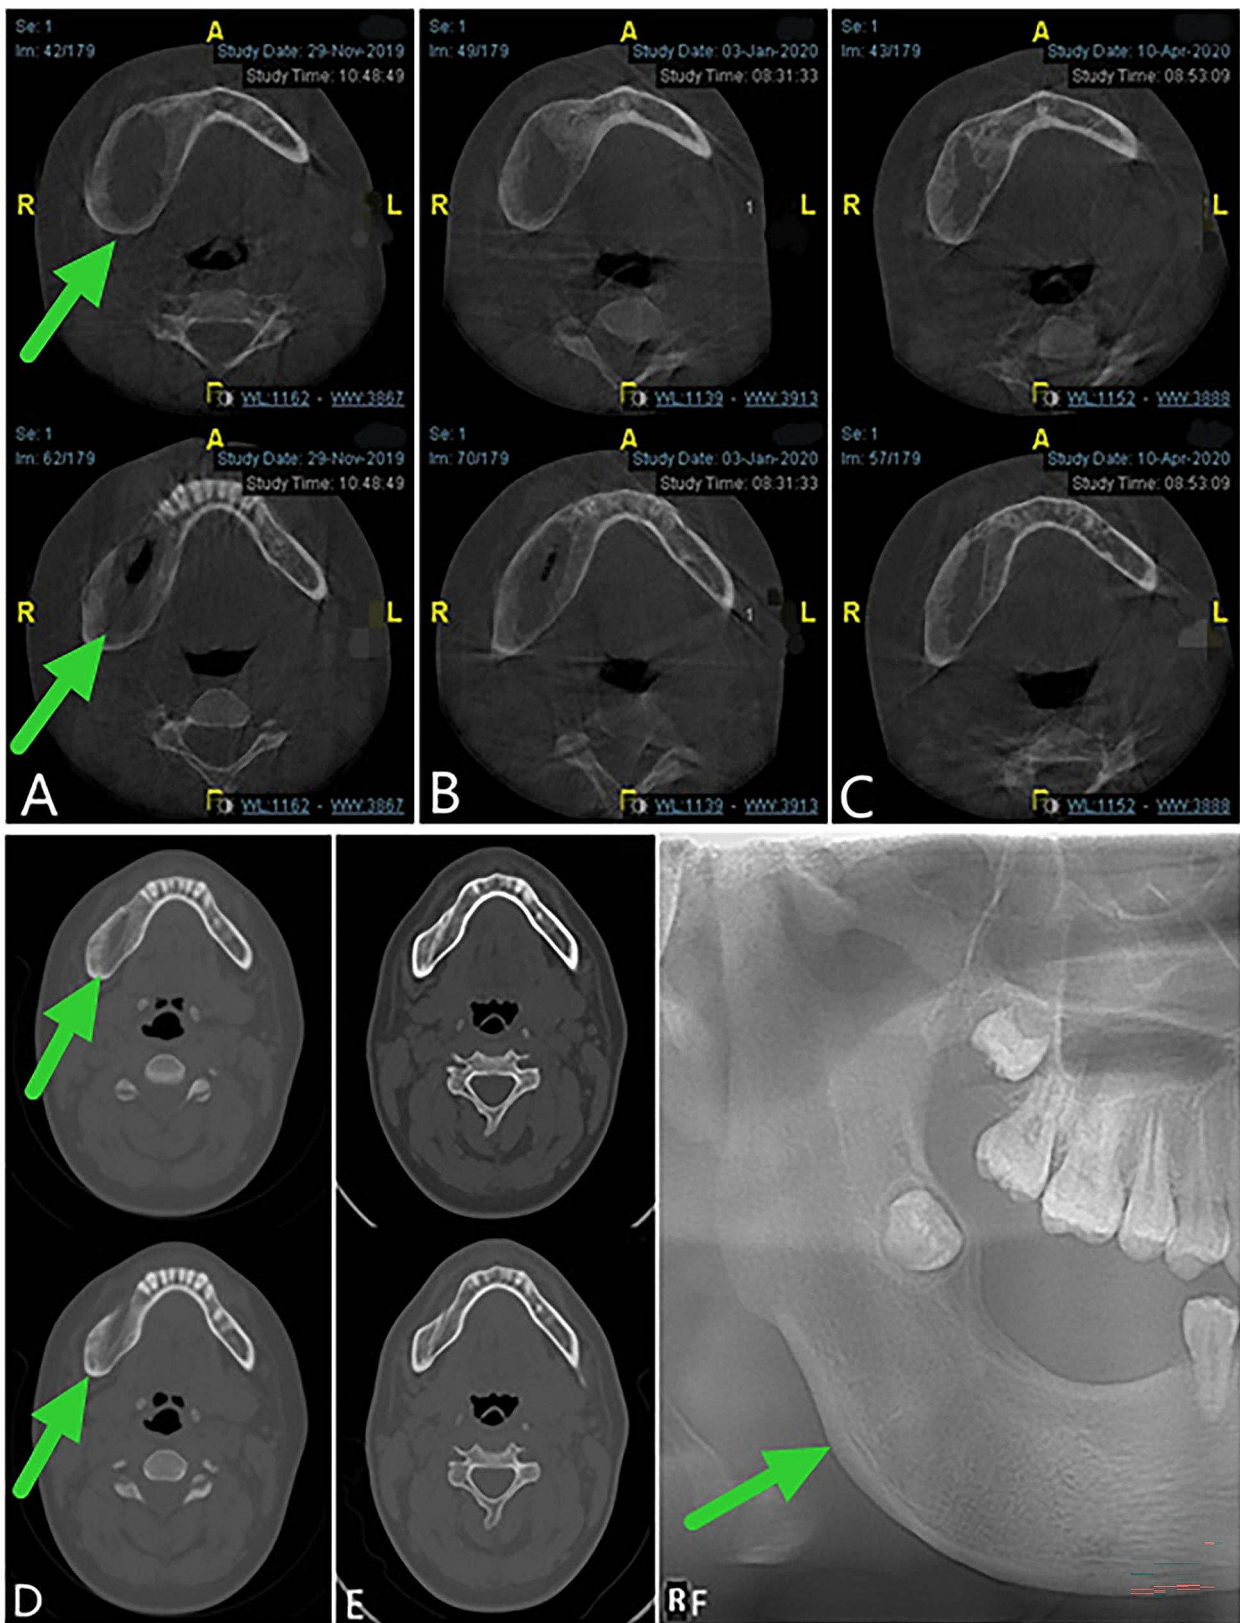 Se: 1
Im: 42/179
A
Study Date: 29-Nov-2019
Study Time: 10:48:49
R
L
WL:1162 - WW:3867
Se: 1
Im: 49/179
A
Study Date: 03-Jan-2020
Study Time: 08:31:33
R
1
L
WL:1139 - WW:3913
Se: 1
Im: 43/179
A
Study Date: 10-Apr-2020
Study Time: 08:53:09
R
L
WL:1152 - WW:3888
Se: 1
Im: 62/179
A
Study Date: 29-Nov-2019
Study Time: 10:48:49
R
L
A
WL:1162 - WW:3867
Se: 1
Im: 70/179
A
Study Date: 03-Jan-2020
Study Time: 08:31:33
R
1
L
B
WL:1139 - WW:3913
Se: 1
Im: 57/179
A
Study Date: 10-Apr-2020
Study Time: 08:53:09
R
L
C
WL:1152 - WW:3888
D
E
R F